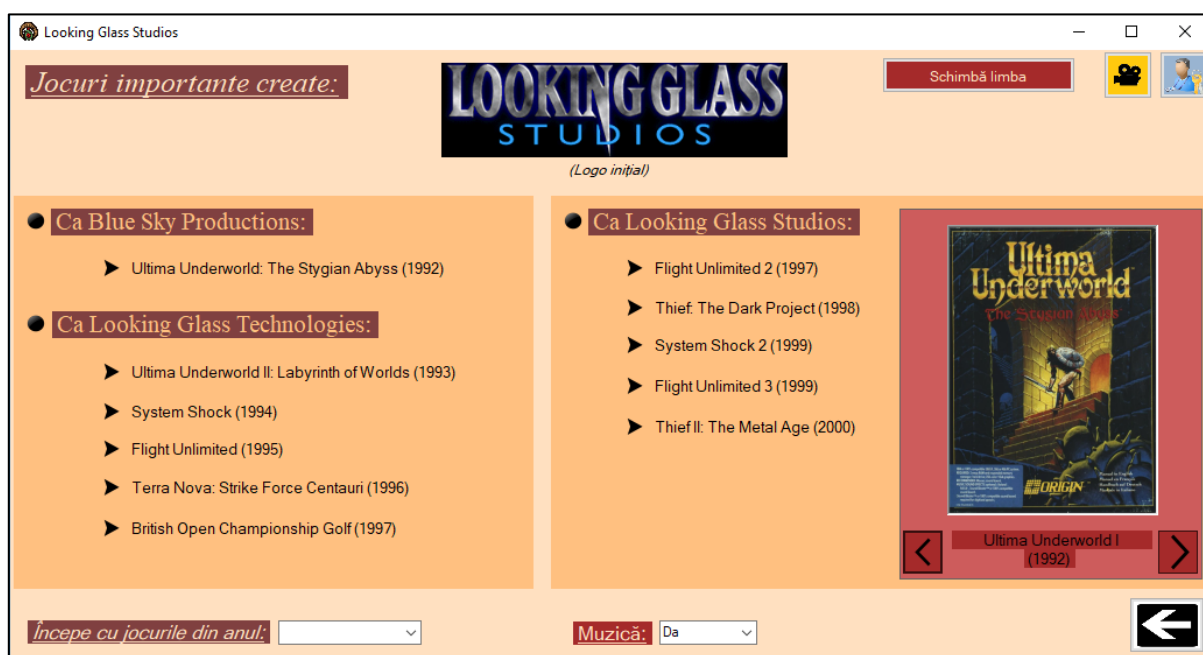 Looking Glass Studios
Jocuri importante create:
LOOKING GLASS
STUDIOS
(Logo inițial)
Schimbă limba
Ca Blue Sky Productions:
Ultima Underworld: The Stygian Abyss (1992)
Ca Looking Glass Technologies:
Ultima Underworld II: Labyrinth of Worlds (1993)
System Shock (1994)
Flight Unlimited (1995)
Terra Nova: Strike Force Centauri (1996)
British Open Championship Golf (1997)
Ca Looking Glass Studios:
Flight Unlimited 2 (1997)
Thief: The Dark Project (1998)
System Shock 2 (1999)
Flight Unlimited 3 (1999)
Thief II: The Metal Age (2000)
Ultima
Underworld
The Stygian Abyss
ORIGIN
Ultima Underworld I
(1992)
Începe cu jocurile din anul:
Muzică:
Da